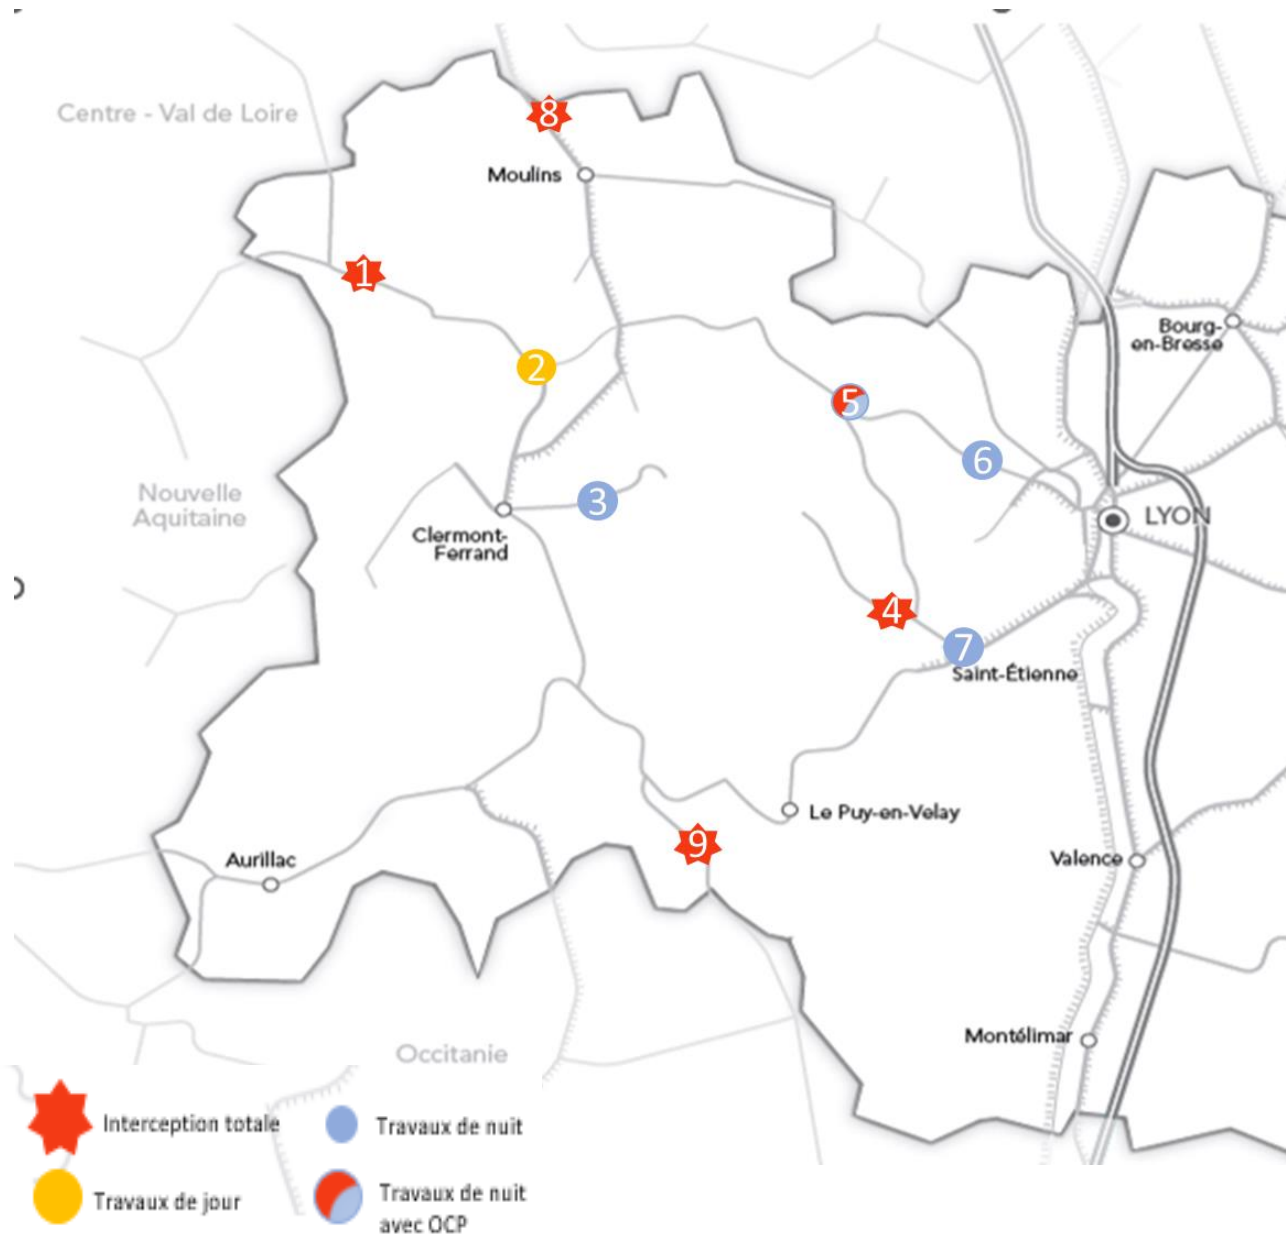 Centre - Val de Loire
8
Moulins
1
Bourg-
en-Bresse
2
5
6
Nouvelle
Aquitaine
3
LYON
Clermont-
Ferrand
4
7
Saint-Étienne
Le Puy-en-Velay
9
Aurillac
Valence
Montélimar
Occitanie
Interception totale
Travaux de nuit
Travaux de jour
Travaux de nuit
avec OCP